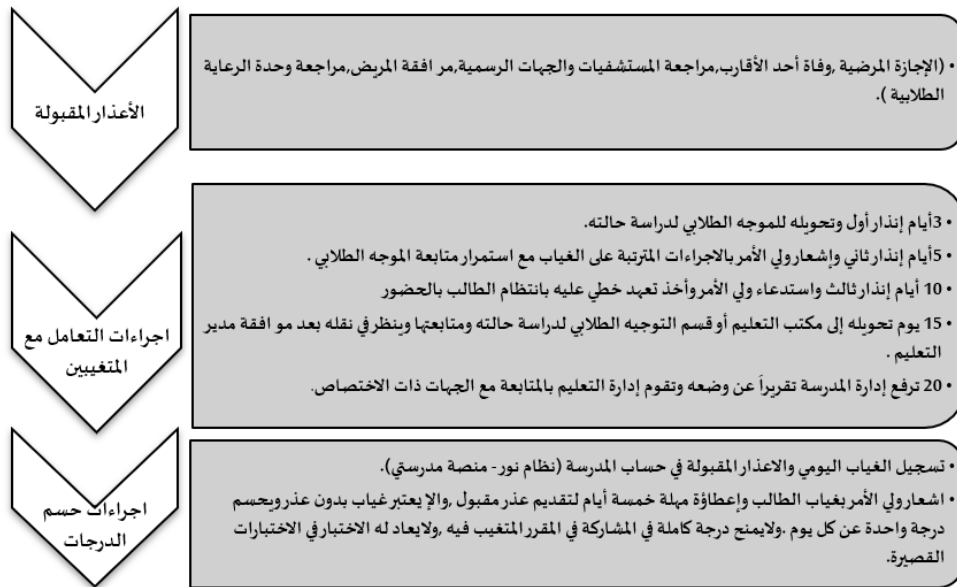 الأعذار المقبولة
• (الإجازة المرضية ,وفاة أحد الأقارب,مراجعة المستشفيات والجهات الرسمية,مر افقة المريض,مراجعة وحدة الرعاية
الطلابية ).
اجراءات التعامل مع
المتغيبين
• 3أيام إنذار أول وتحويله للموجه الطلابي لدراسة حالته.
• 5أيام إنذار ثاني وإشعار ولي الأمر بالاجراءات المترتبة على الغياب مع استمرار متابعة الموجه الطلابي .
• 10 أيام إنذار ثالث واستدعاء ولي الأمر وأخذ تعهد خطي عليه بانتظام الطالب بالحضور
• 15 يوم تحويله إلى مكتب التعليم أو قسم التوجيه الطلابي لدراسة حالته ومتابعتها وينظر في نقله بعد مو افقة مدير
التعليم .
• 20 ترفع إدارة المدرسة تقريراَ عن وضعه وتقوم إدارة التعليم بالمتابعة مع الجهات ذات الاختصاص.
اجراءات حسم
الدرجات
• تسجيل الغياب اليومي والاعذار المقبولة في حساب المدرسة (نظام نور - منصة مدرستي).
• اشعار ولي الأمر بغياب الطالب وإعطاؤة مهلة خمسة أيام لتقديم عذر مقبول ,والا يعتبر غياب بدون عذر ويحسم
درجة واحدة عن كل يوم ,ولايمنح درجة كاملة في المشاركة في المقرر المتغيب فيه ,ولايعاد له الاختبار في الاختبارات
القصيرة.